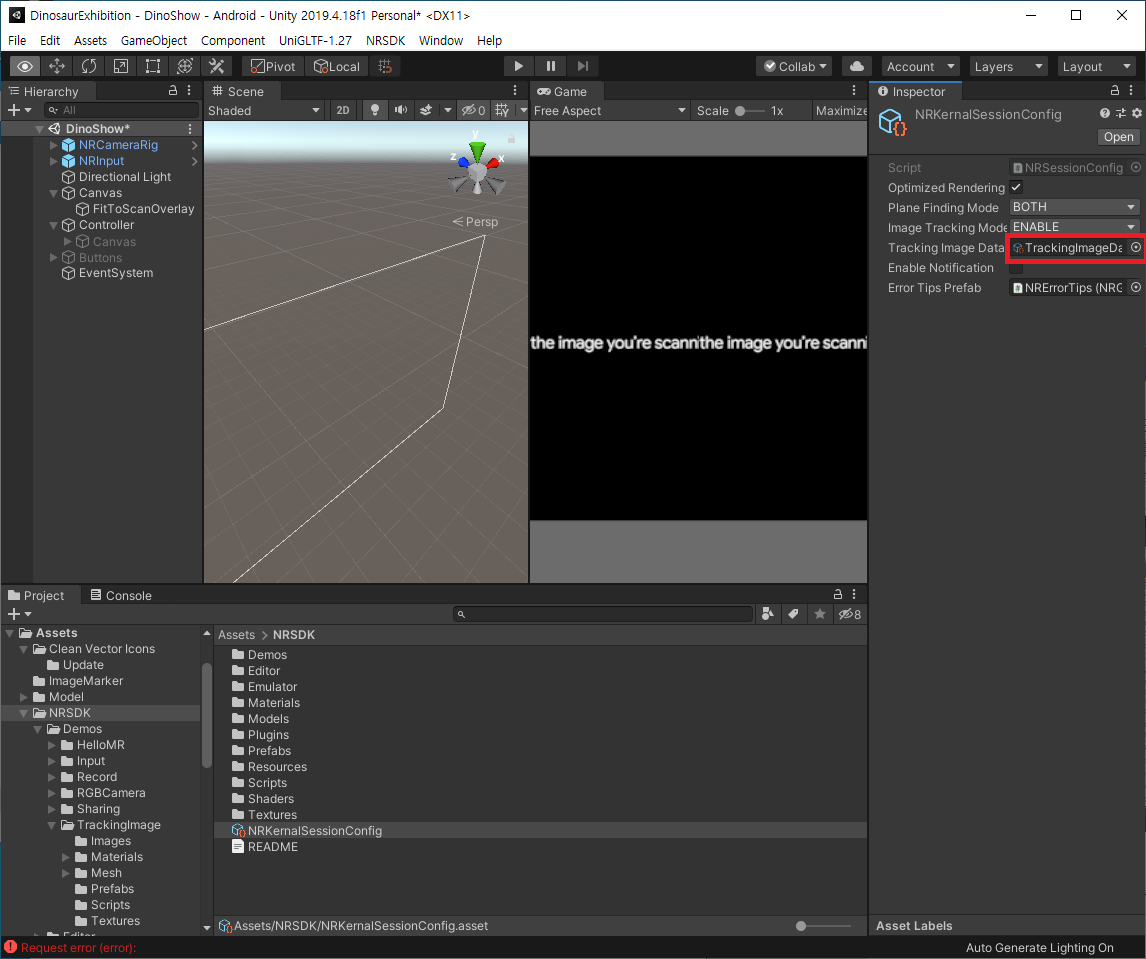 DinosaurExhibition - DinoShow - Android - Unity 2019.4.18f1 Personal* <DX11>
File Edit Assets GameObject Component UniGLTF-1.27 NRSDK Window Help
Pivot Local Collab Account Layers Layout
Hierarchy
All
DinoShow*
NRCameraRig
NRInput
Directional Light
Canvas
FitToScanOverlay
Controller
Canvas
Buttons
EventSystem
Scene
Shaded 2D 0
y
z x
Persp
Game
Free Aspect Scale 1x Maximize
the image you're scanni the image you're scanni
Inspector
NRKernalSessionConfig
Open
Script NRSessionConfig
Optimized Rendering
Plane Finding Mode BOTH
Image Tracking Mode ENABLE
Tracking Image Data TrackingImageDa
Enable Notification
Error Tips Prefab NRErrorTips (NRG
Project Console
8
Assets
Clean Vector Icons
Update
ImageMarker
Model
NRSDK
Demos
HelloMR
Input
Record
RGBCamera
Sharing
TrackingImage
Images
Materials
Mesh
Prefabs
Scripts
Textures
Editor
Assets > NRSDK
Demos
Editor
Emulator
Materials
Models
Plugins
Prefabs
Resources
Scripts
Shaders
Textures
NRKernalSessionConfig
README
Assets/NRSDK/NRKernalSessionConfig.asset
Asset Labels
Request error (error):
Auto Generate Lighting On